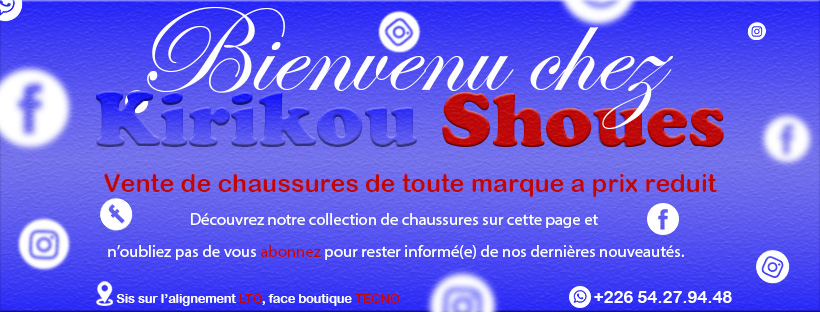 Bienvenu chez
Kirikou Shoues
Vente de chaussures de toute marque a prix reduit
Découvrez notre collection de chaussures sur cette page et
n'oubliez pas de vous abonnez pour rester informé(e) de nos dernières nouveautés.
Sis sur l'alignement LTO, face boutique TECNO
+226 54.27.94.48